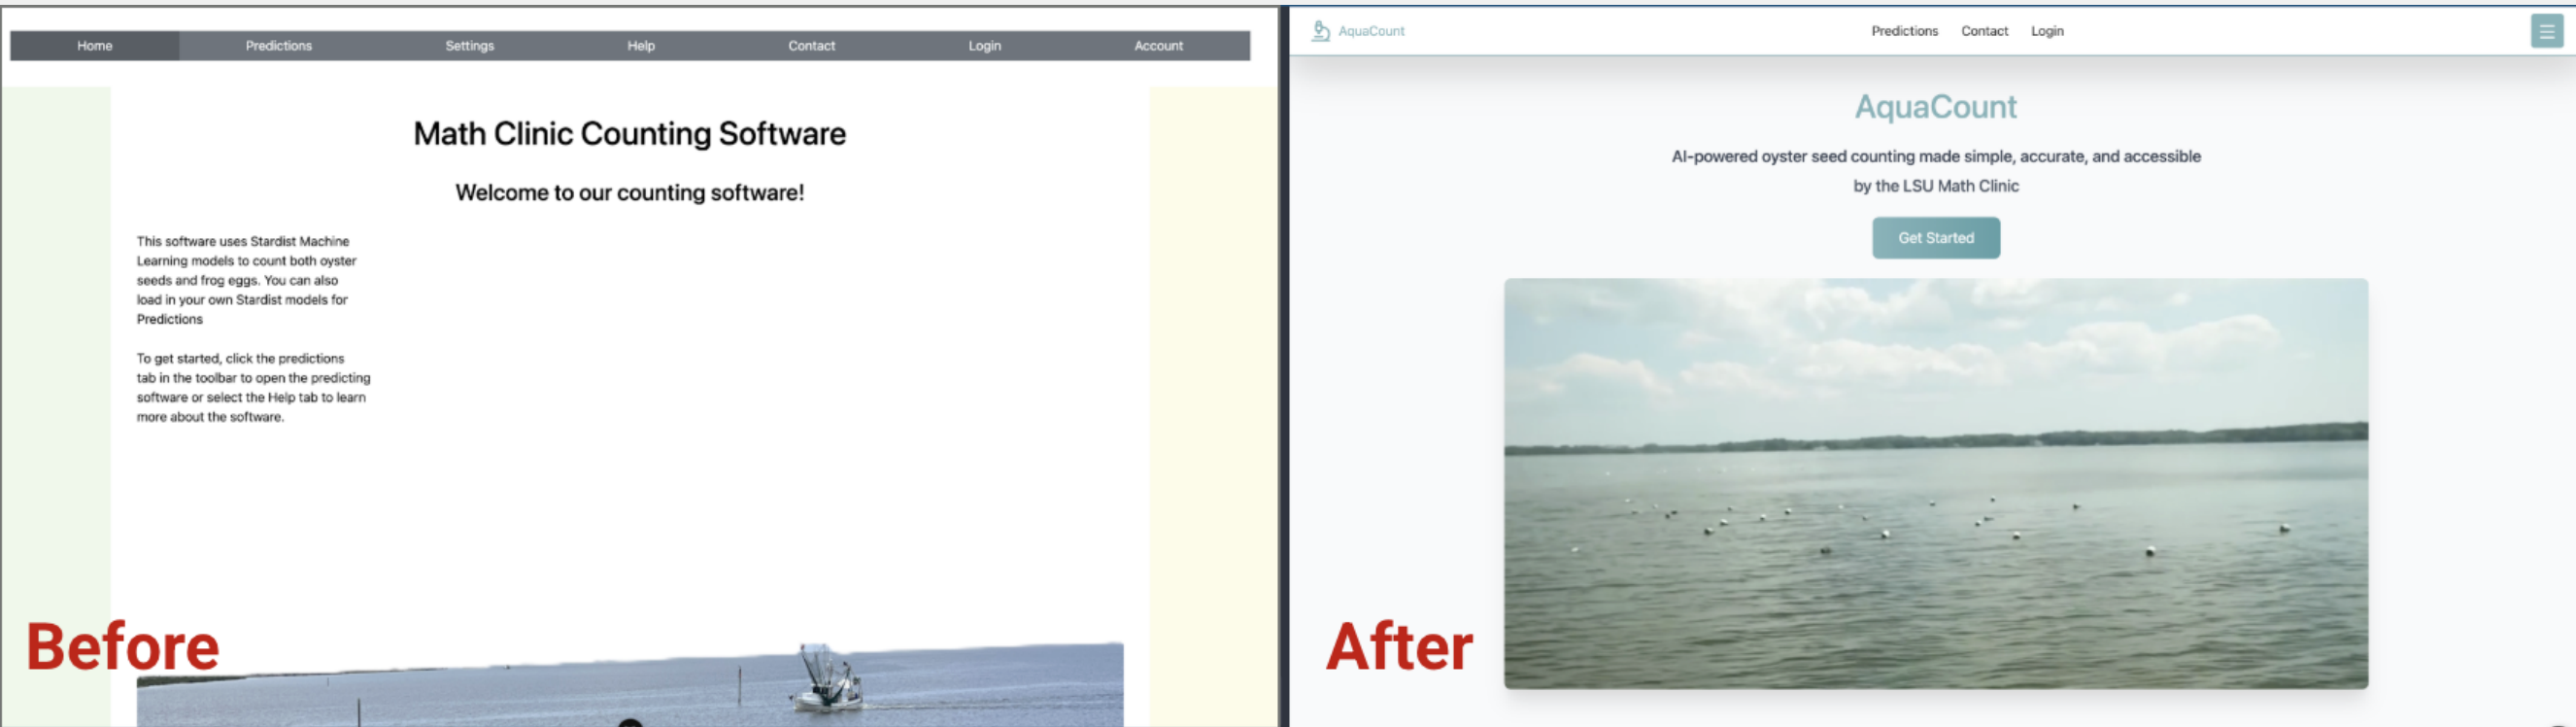 Home Predictions Settings Help Contact Login Account
Math Clinic Counting Software
Welcome to our counting software!
This software uses Stardist Machine
Learning models to count both oyster
seeds and frog eggs. You can also
load in your own Stardist models for
Predictions
To get started, click the predictions
tab in the toolbar to open the predicting
software or select the Help tab to learn
more about the software.
Before
AquaCount Predictions Contact Login
AquaCount
AI-powered oyster seed counting made simple, accurate, and accessible
by the LSU Math Clinic
Get Started
After